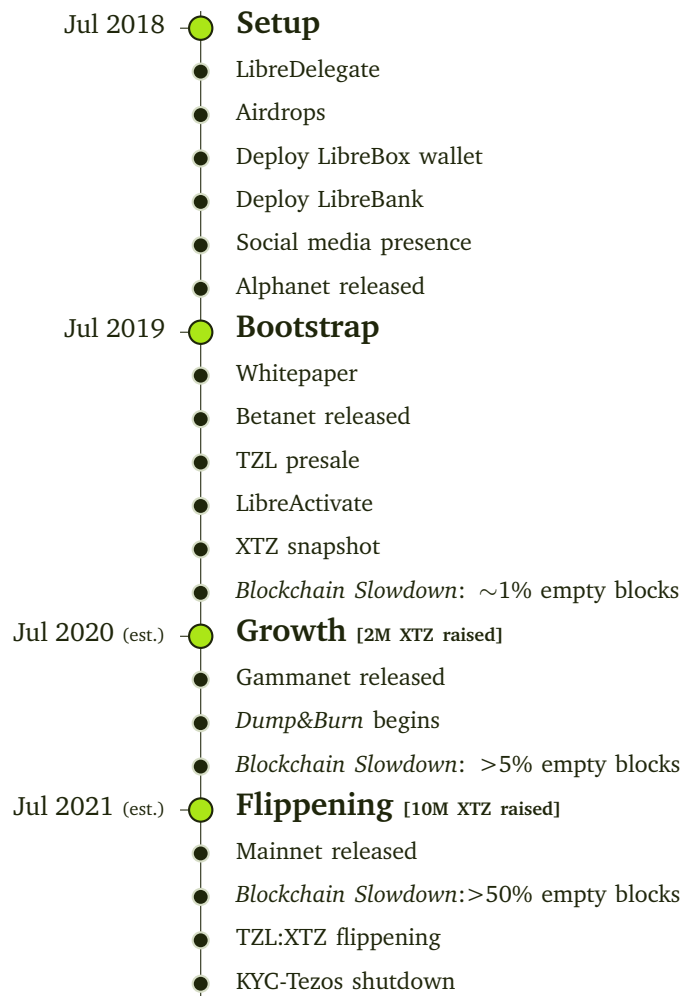 Jul 2018 Setup
LibreDelegate
Airdrops
Deploy LibreBox wallet
Deploy LibreBank
Social media presence
Alphanet released
Jul 2019 Bootstrap
Whitepaper
Betanet released
TZL presale
LibreActivate
XTZ snapshot
Blockchain Slowdown: ∼1% empty blocks
Jul 2020 (est.) Growth [2M XTZ raised]
Gammanet released
Dump&Burn begins
Blockchain Slowdown: >5% empty blocks
Jul 2021 (est.) Flippening [10M XTZ raised]
Mainnet released
Blockchain Slowdown:>50% empty blocks
TZL:XTZ flippening
KYC-Tezos shutdown